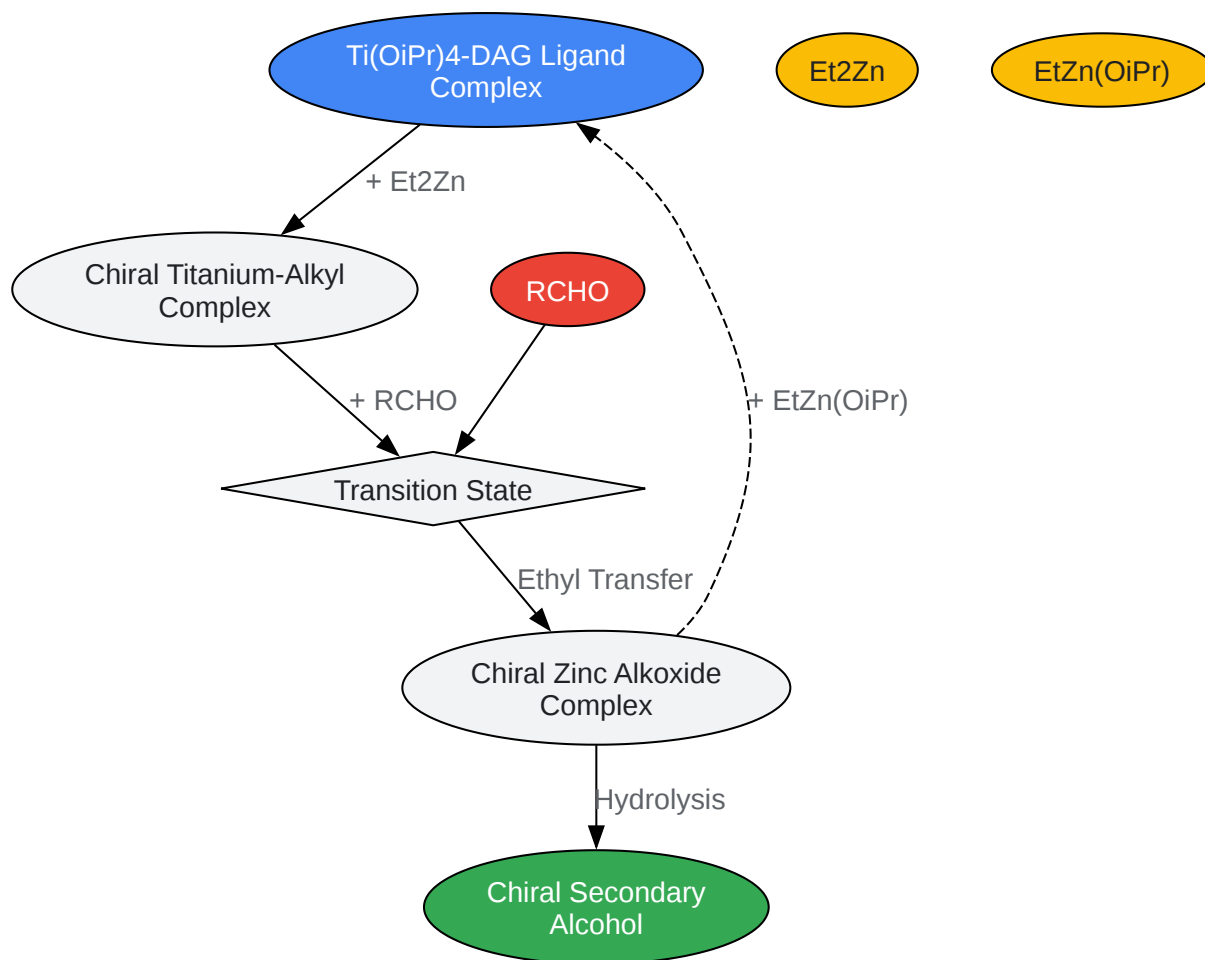 Ti(OiPr)4-DAG Ligand
Complex
Et2Zn
EtZn(OiPr)
+ Et2Zn
Chiral Titanium-Alkyl
Complex
RCHO
+ RCHO
+ EtZn(OiPr)
Transition State
Ethyl Transfer
Chiral Zinc Alkoxide
Complex
Hydrolysis
Chiral Secondary
Alcohol